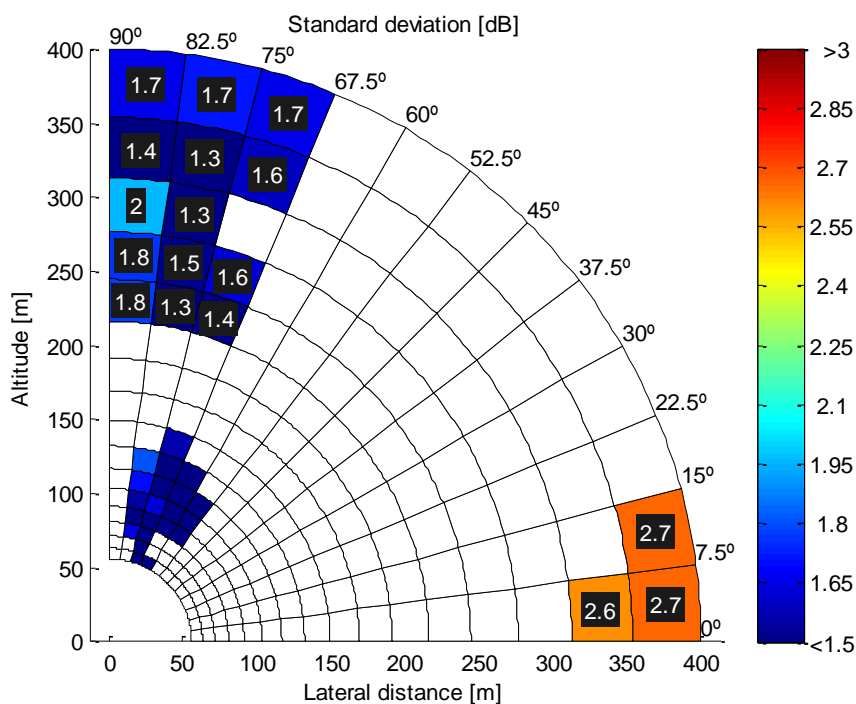 Standard deviation [dB]
90º
82.5º
75º
67.5º
60º
52.5º
45º
37.5º
30º
22.5º
15º
7.5º
0º
400
350
300
250
200
150
100
50
0
Altitude [m]
1.7
1.7
1.7
1.4
1.3
1.6
2
1.3
1.8
1.5
1.6
1.8
1.3
1.4
2.7
2.6
2.7
0
50
100
150
200
250
300
350
400
Lateral distance [m]
>3
2.85
2.7
2.55
2.4
2.25
2.1
1.95
1.8
1.65
<1.5